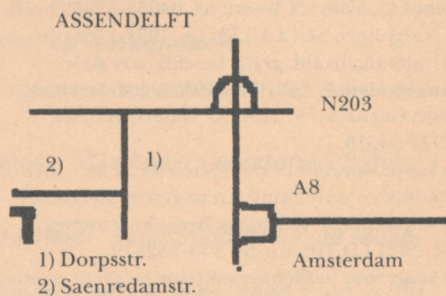 ASSENDELFT
N203
2)
1)
A8
1) Dorpsstr.
Amsterdam
2) Saenredamstr.